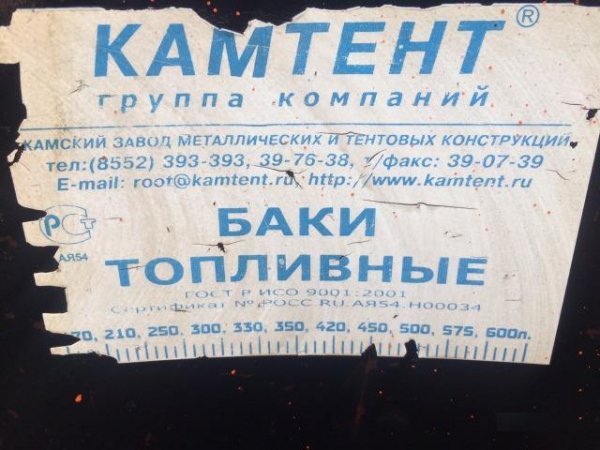 КАМТЕНТ®
группа компаний
КАМСКИЙ ЗАВОД МЕТАЛЛИЧЕСКИХ И ТЕНТОВЫХ КОНСТРУКЦИЙ
тел:(8552) 393-393, 39-76-38, т/факс: 39-07-39
E-mail: root@kamtent.ru, http://www.kamtent.ru
РСТ
АЯ54
БАКИ
ТОПЛИВНЫЕ
ГОСТ Р ИСО 9001:2001
Сертификат № РОСС RU.АЯ54.Н00034
70, 210, 250, 300, 330, 350, 420, 450, 500, 575, 600л.